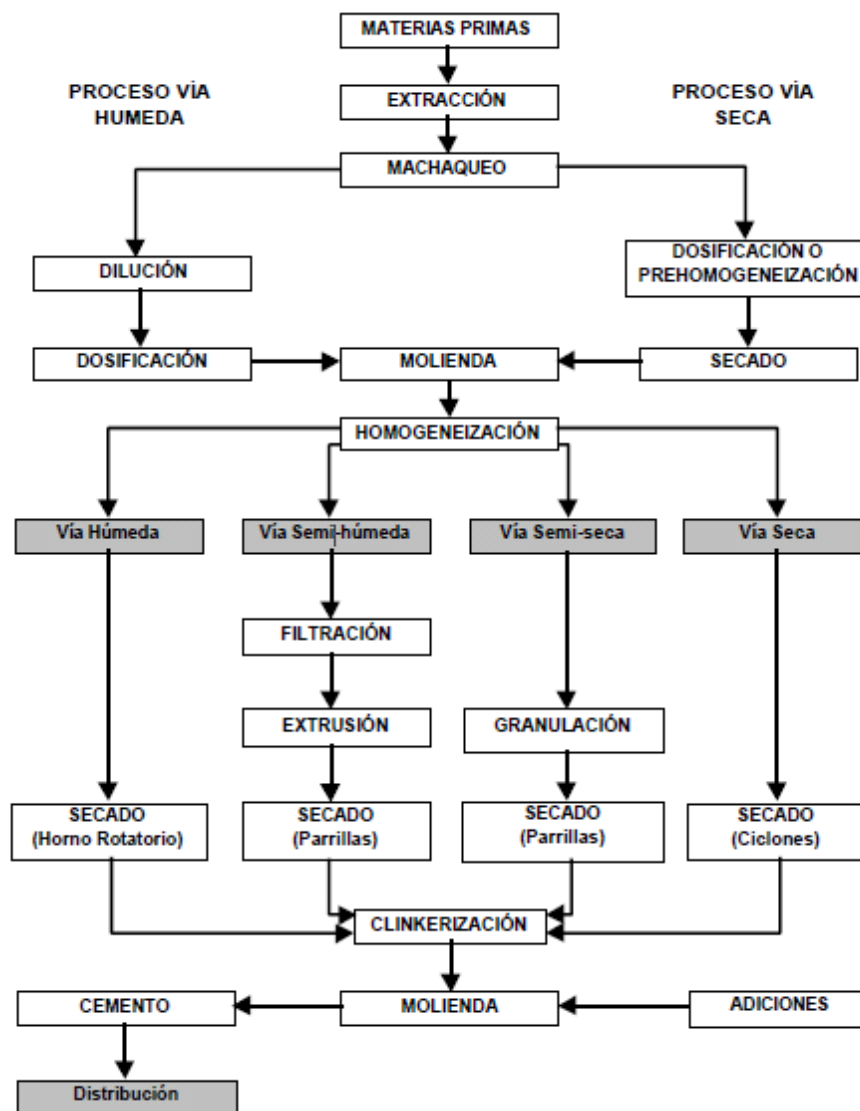 MATERIAS PRIMAS
PROCESO VÍA
HUMEDA
EXTRACCIÓN
PROCESO VÍA
SECA
MACHAQUEO
DILUCIÓN
DOSIFICACIÓN O
PREHOMOGENEIZACIÓN
DOSIFICACIÓN
MOLIENDA
SECADO
HOMOGENEIZACIÓN
Vía Húmeda
Vía Semi-húmeda
Vía Semi-seca
Vía Seca
FILTRACIÓN
EXTRUSIÓN
GRANULACIÓN
SECADO
(Horno Rotatorio)
SECADO
(Parrillas)
SECADO
(Parrillas)
SECADO
(Ciclones)
CLINKERIZACIÓN
CEMENTO
MOLIENDA
ADICIONES
Distribución